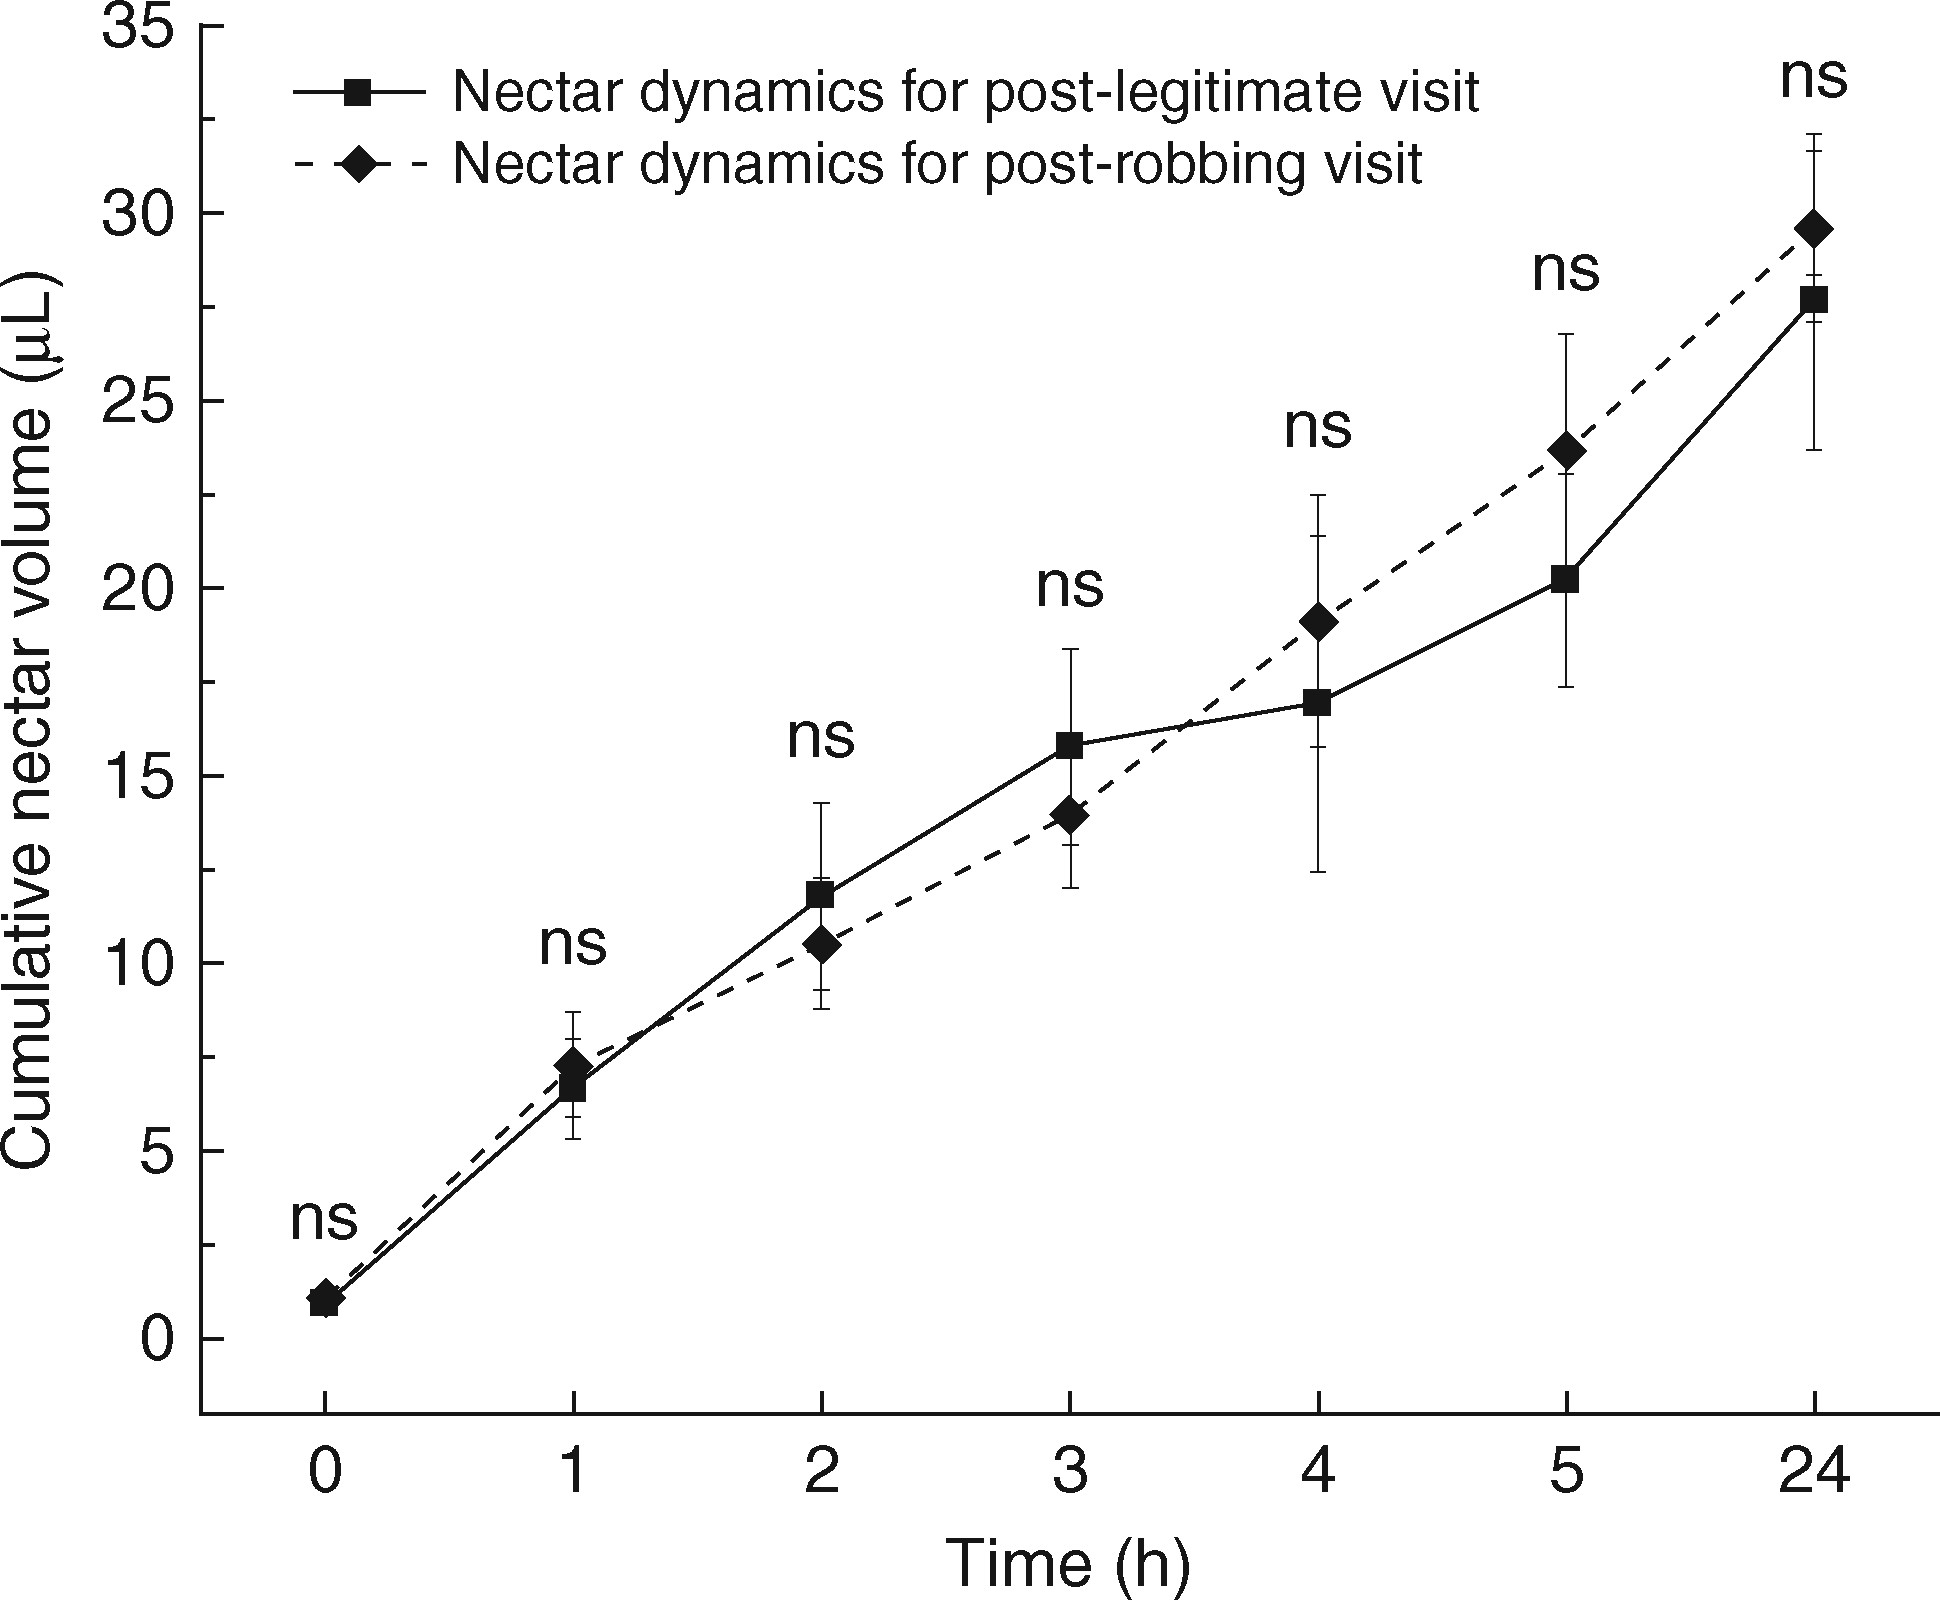 35
30
25
20
15
10
5
0
Cumulative nectar volume (µL)
Nectar dynamics for post-legitimate visit
Nectar dynamics for post-robbing visit
ns
ns
ns
ns
ns
ns
ns
0 1 2 3 4 5 24
Time (h)